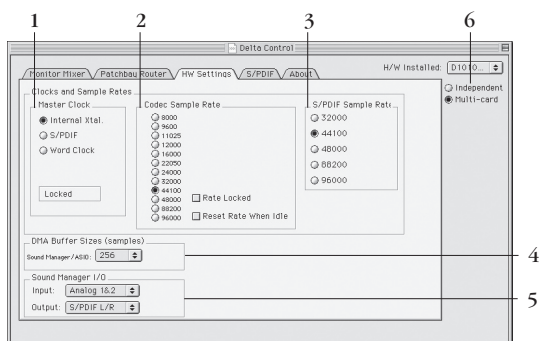 1 2 3 6
Delta Control
Monitor Mixer Patchbay Router HW Settings S/PDIF About
H/W Installed: D1010...
Independent
Multi-card
Clocks and Sample Rates
Master Clock
Internal Xtal.
S/PDIF
Word Clock
Locked
Codec Sample Rate
8000
9600
11025
12000
16000
22050
24000
32000
44100
48000
88200
96000
Rate Locked
Reset Rate When Idle
S/PDIF Sample Rate
32000
44100
48000
88200
96000
DMA Buffer Sizes (samples)
Sound Manager/ASIO: 256
4
Sound Manager I/O
Input: Analog 1&2
Output: S/PDIF L/R
5